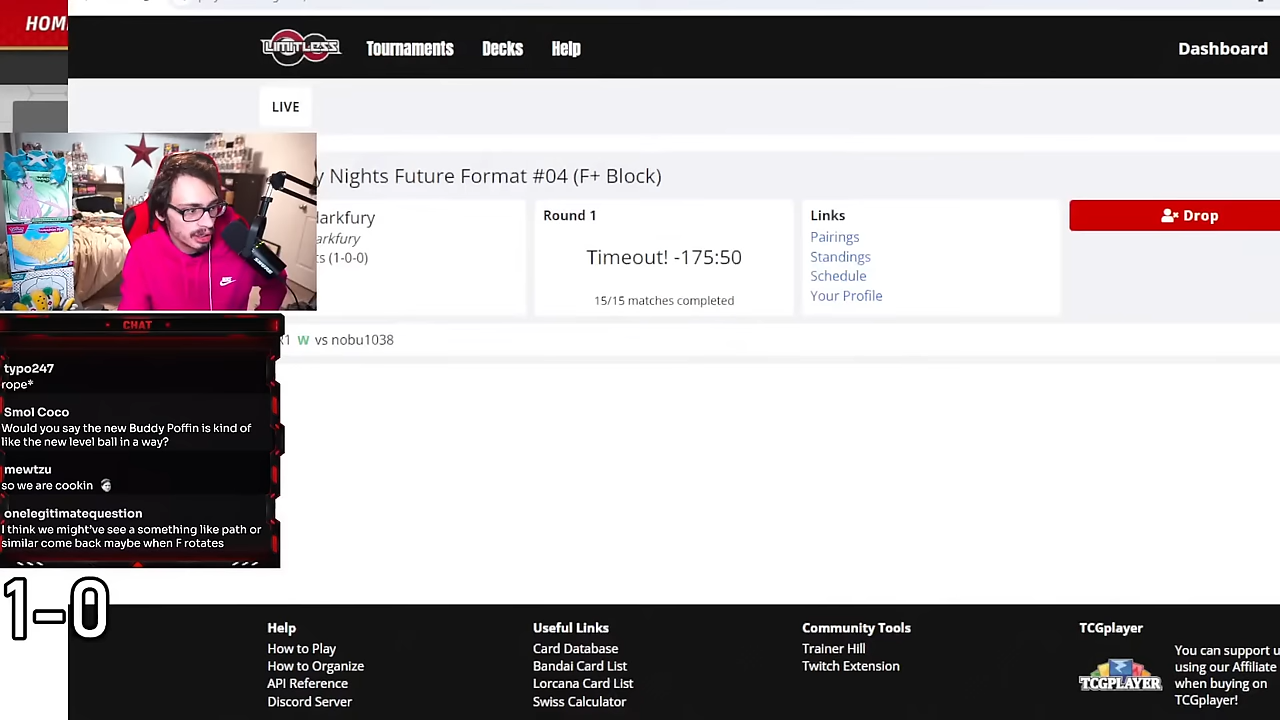 HOM
LIMITLESS
Tournaments
Decks
Help
Dashboard
LIVE
y Nights Future Format #04 (F+ Block)
darkfury
arkfury
ts (1-0-0)
Round 1
Timeout! -175:50
15/15 matches completed
Links
Pairings
Standings
Schedule
Your Profile
Drop
R1 W vs nobu1038
CHAT
typo247
rope*
Smol Coco
Would you say the new Buddy Poffin is kind of
like the new level ball in a way?
mewtzu
so we are cookin
onelegitimatequestion
I think we might've see a something like path or
similar come back maybe when F rotates
1-0
Help
How to Play
How to Organize
API Reference
Discord Server
Useful Links
Card Database
Bandai Card List
Lorcana Card List
Swiss Calculator
Community Tools
Trainer Hill
Twitch Extension
TCGplayer
TCGPLAYER
You can support u
using our Affiliate
when buying on
TCGplayer!